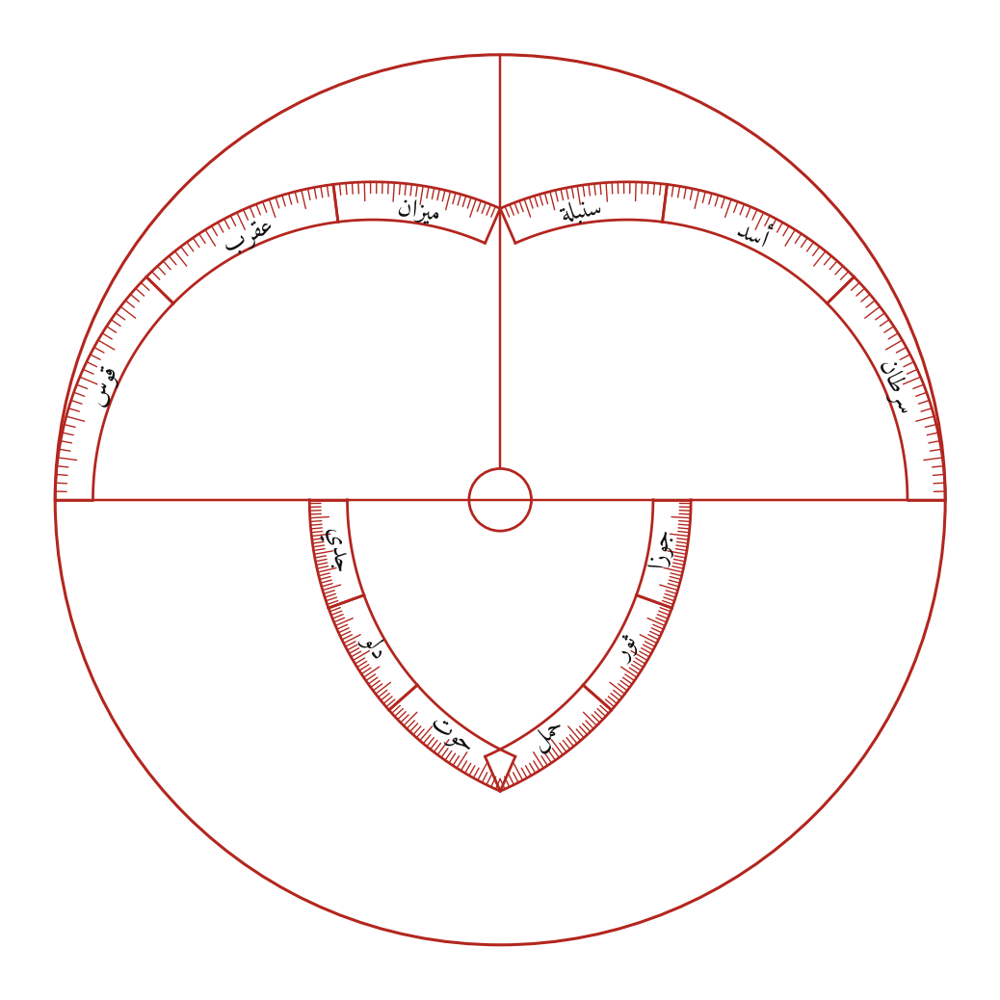 ميزان
سنبلة
عقرب
أسد
قوس
سرطان
جدي
جوزا
دلو
ثور
حوت
حمل